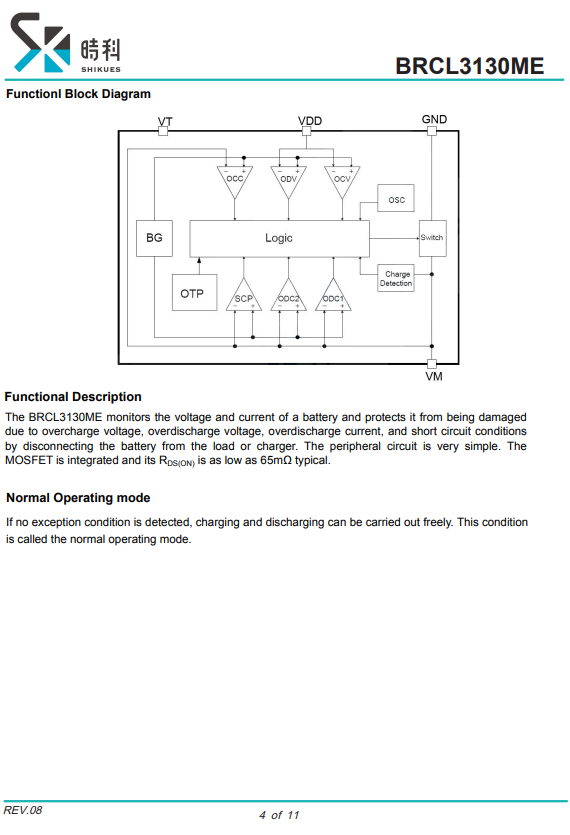 時科
SHIKUES
BRCL3130ME
Functionl Block Diagram
VT VDD GND
- + - + - +
OCC ODV OCV
OSC
BG Logic Switch
OTP
Charge
Detection
SCP ODC2 ODC1
- + - + - +
VM
Functional Description
The BRCL3130ME monitors the voltage and current of a battery and protects it from being damaged
due to overcharge voltage, overdischarge voltage, overdischarge current, and short circuit conditions
by disconnecting the battery from the load or charger. The peripheral circuit is very simple. The
MOSFET is integrated and its RDS(ON) is as low as 65mΩ typical.
Normal Operating mode
If no exception condition is detected, charging and discharging can be carried out freely. This condition
is called the normal operating mode.
REV.08
4 of 11